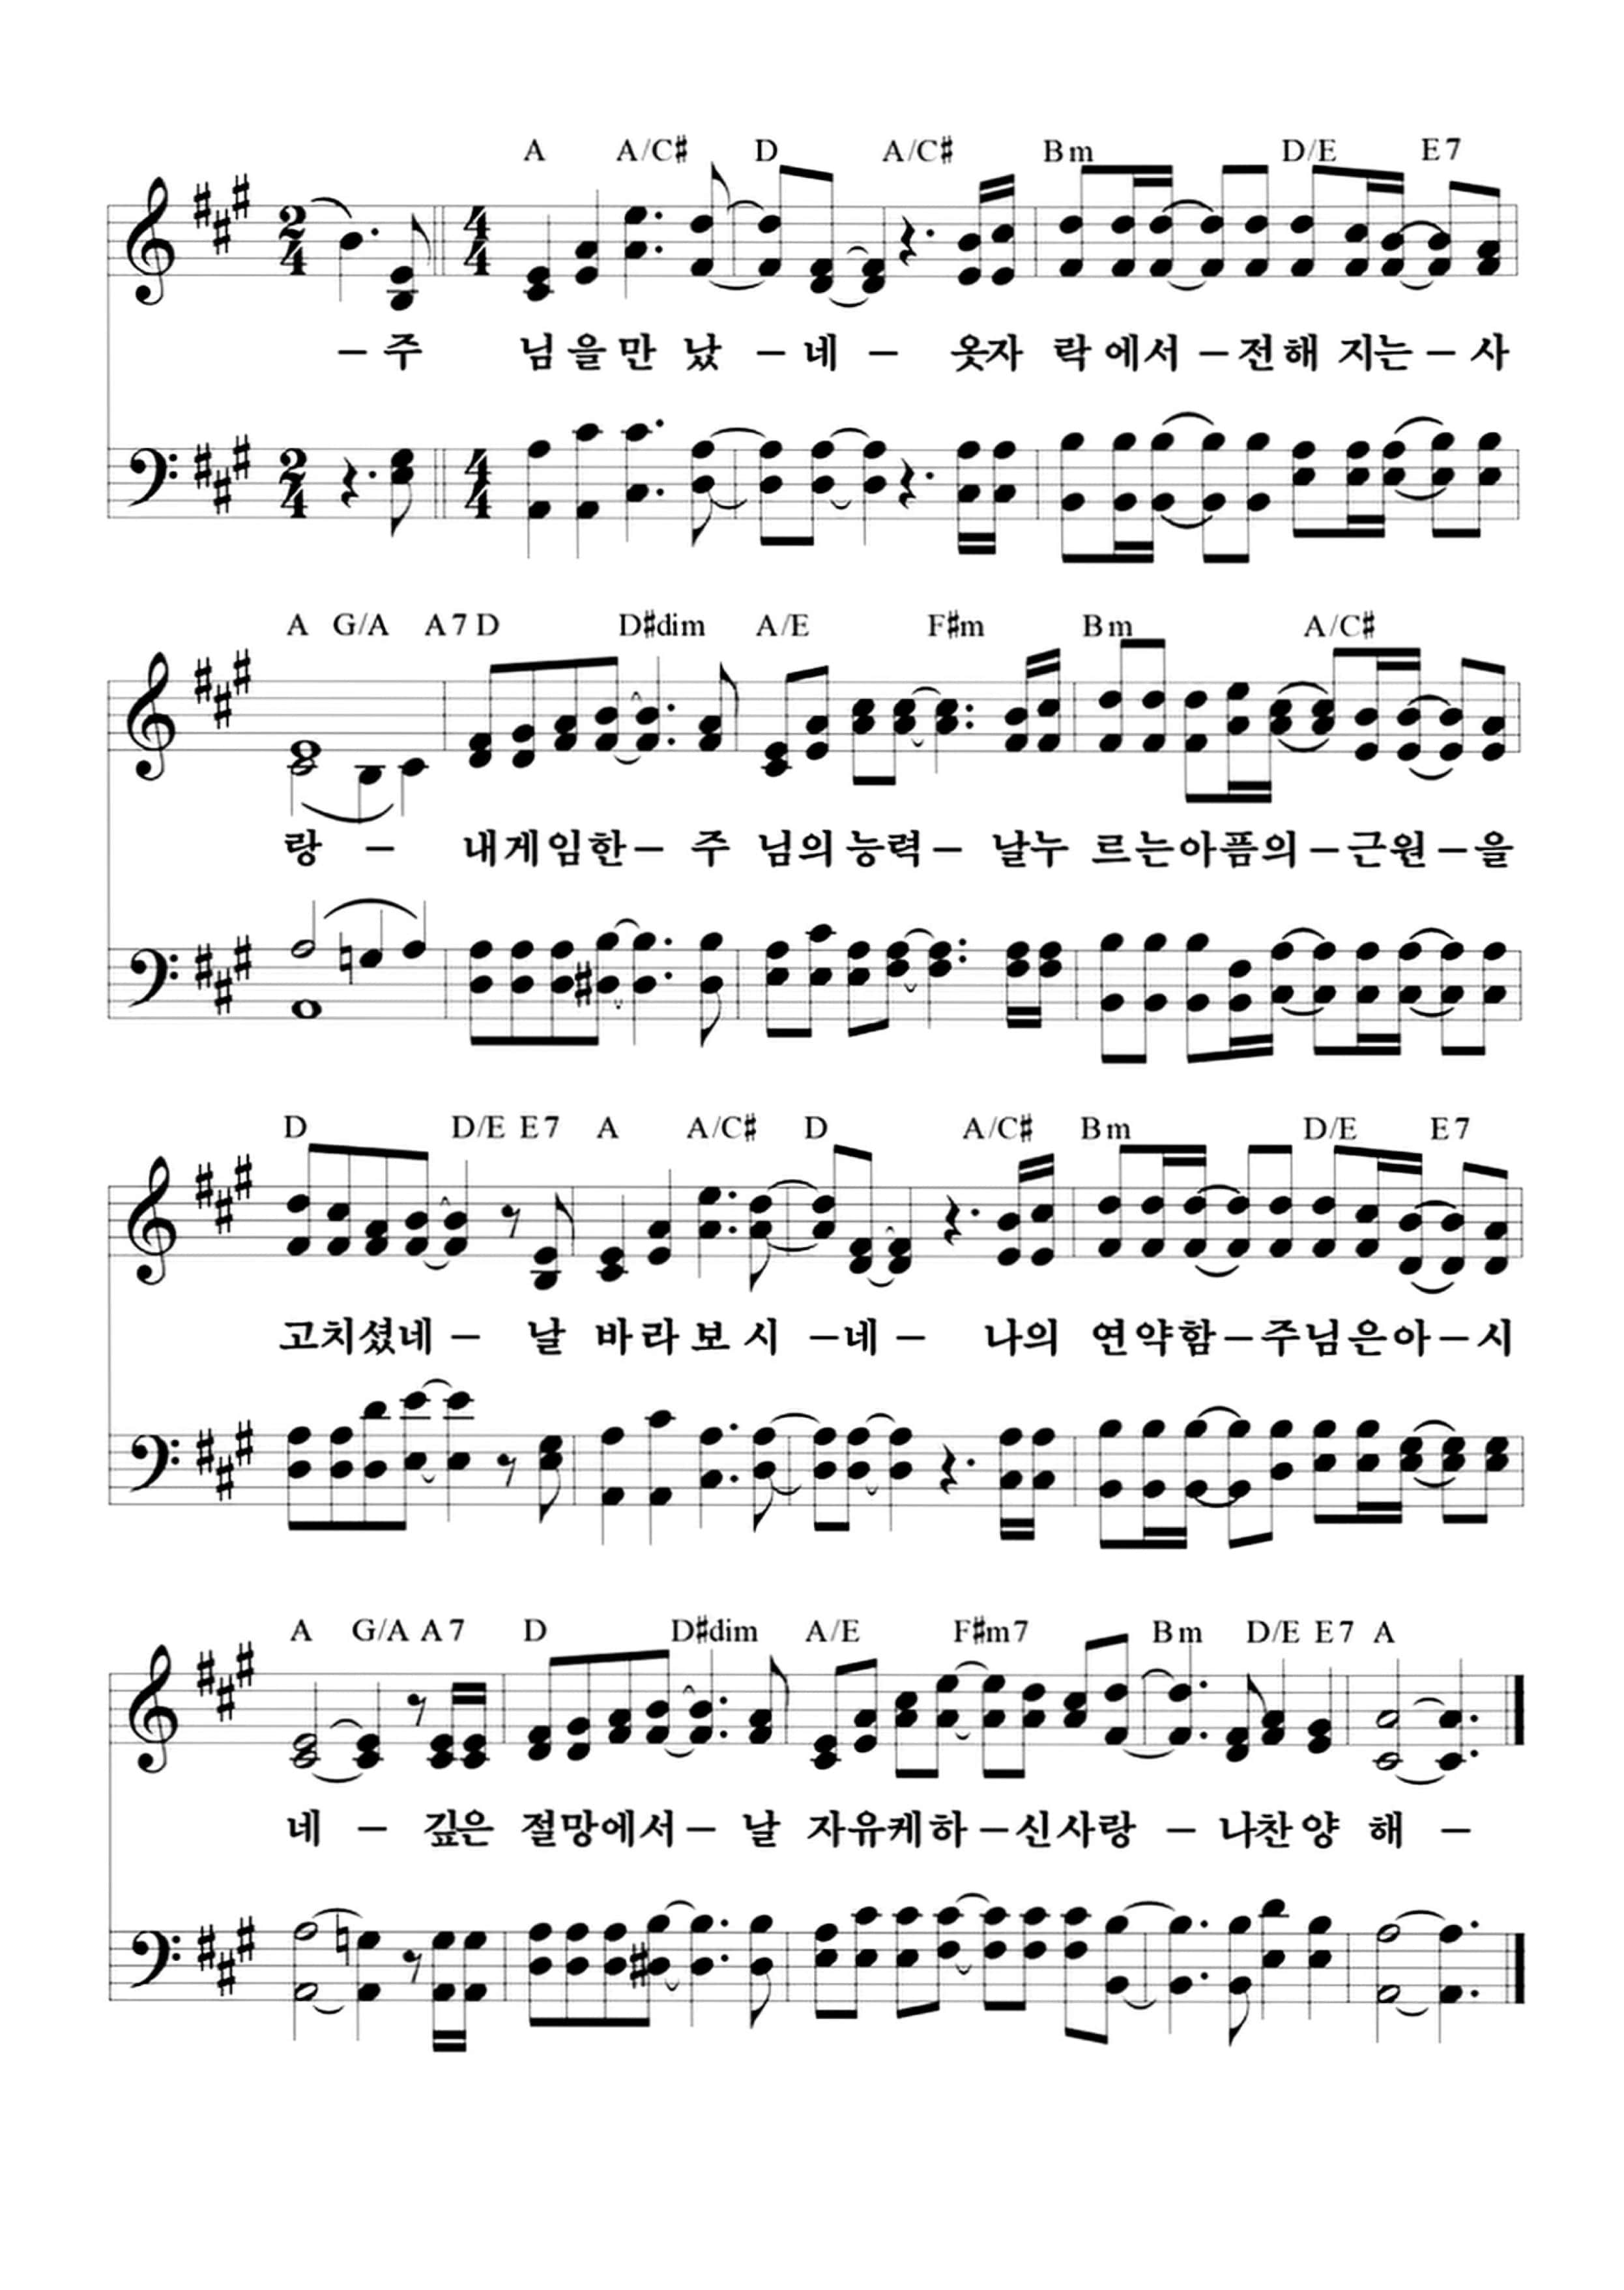 A A/C♯ D A/C♯ Bm D/E E7
2/4 4/4
– 주 님을만 났 – 네 – 옷자 락에서 – 전해 지는 – 사
2/4 4/4
A G/A A7 D D♯dim A/E F♯m Bm A/C♯
랑 – 내게임한 – 주 님의능력 – 날누 르는아픔의 – 근원 – 을
D D/E E7 A A/C♯ D A/C♯ Bm D/E E7
고치셨네 – 날 바라보시 – 네 – 나의 연약함 – 주님은아 – 시
A G/A A7 D D♯dim A/E F♯m7 Bm D/E E7 A
네 – 깊은 절망에서 – 날 자유케하 – 신사랑 – 나찬양 해 –